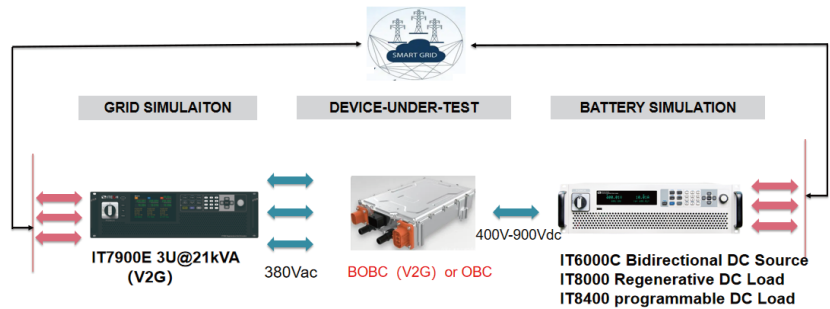 SMART GRID
GRID SIMULAITON
DEVICE-UNDER-TEST
BATTERY SIMULATION
IT7900E 3U@21kVA
(V2G)
380Vac
BOBC (V2G) or OBC
400V-900Vdc
IT6000C Bidirectional DC Source
IT8000 Regenerative DC Load
IT8400 programmable DC Load